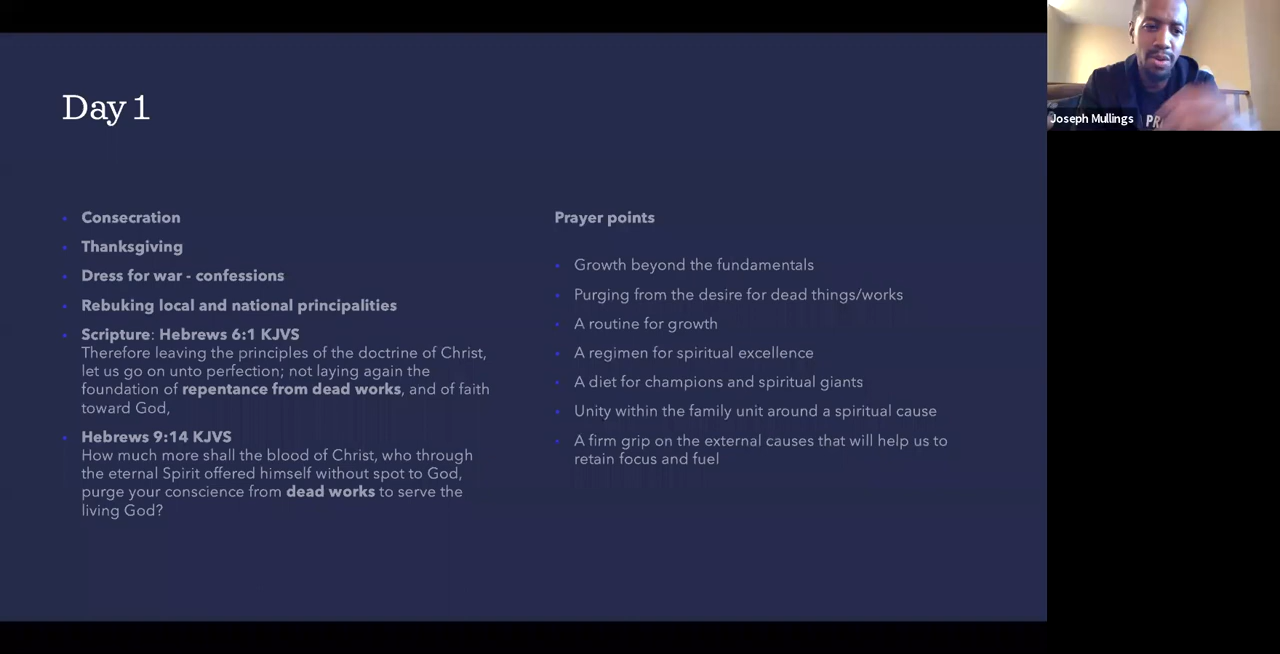 Day 1
Consecration
Thanksgiving
Dress for war - confessions
Rebuking local and national principalities
Scripture: Hebrews 6:1 KJVS
Therefore leaving the principles of the doctrine of Christ,
let us go on unto perfection; not laying again the
foundation of repentance from dead works, and of faith
toward God,
Hebrews 9:14 KJVS
How much more shall the blood of Christ, who through
the eternal Spirit offered himself without spot to God,
purge your conscience from dead works to serve the
living God?
Prayer points
Growth beyond the fundamentals
Purging from the desire for dead things/works
A routine for growth
A regimen for spiritual excellence
A diet for champions and spiritual giants
Unity within the family unit around a spiritual cause
A firm grip on the external causes that will help us to
retain focus and fuel
Joseph Mullings